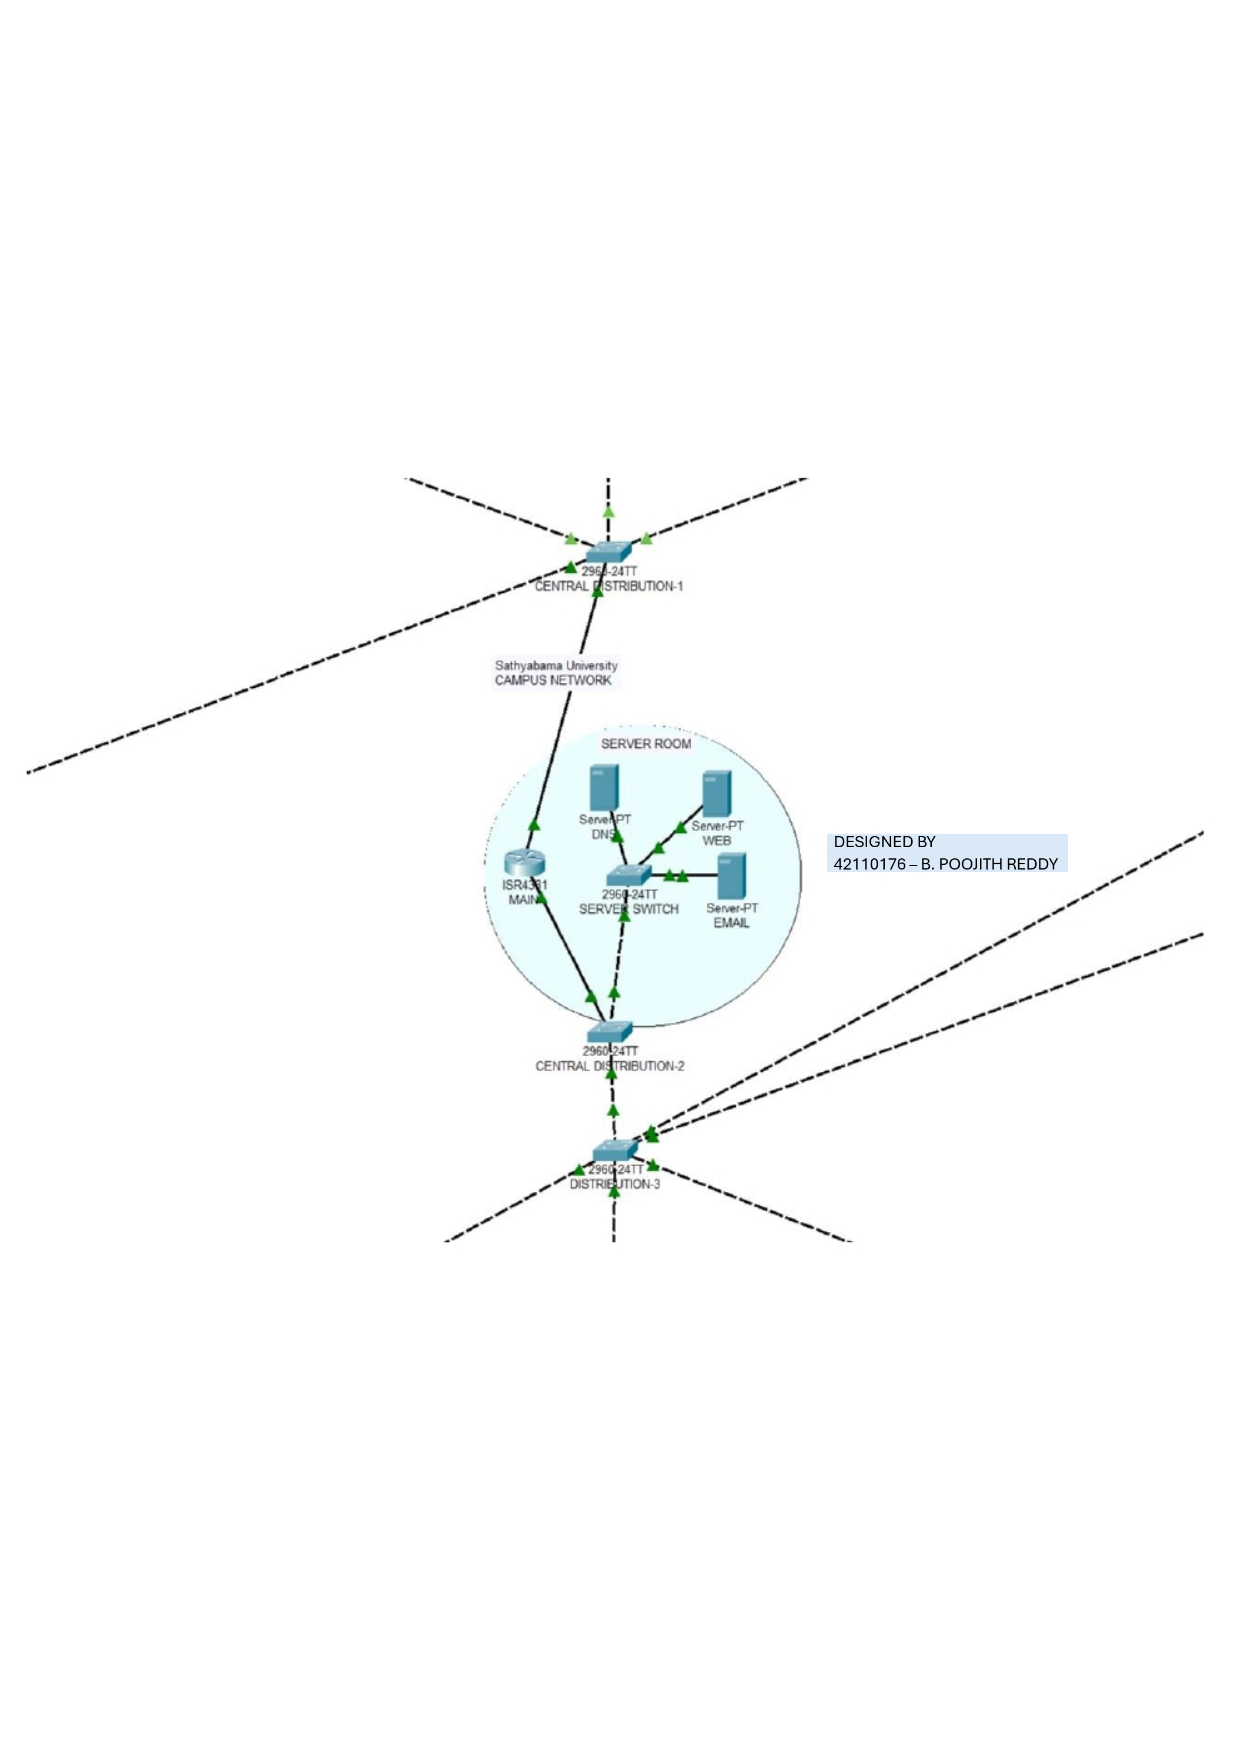 2960-24TT
CENTRAL DISTRIBUTION-1
Sathyabama University
CAMPUS NETWORK
SERVER ROOM
Server-PT
DNS
Server-PT
WEB
DESIGNED BY
42110176 – B. POOJITH REDDY
ISR4331
MAIN
2960-24TT
SERVER SWITCH
Server-PT
EMAIL
2960-24TT
CENTRAL DISTRIBUTION-2
2960-24TT
DISTRIBUTION-3